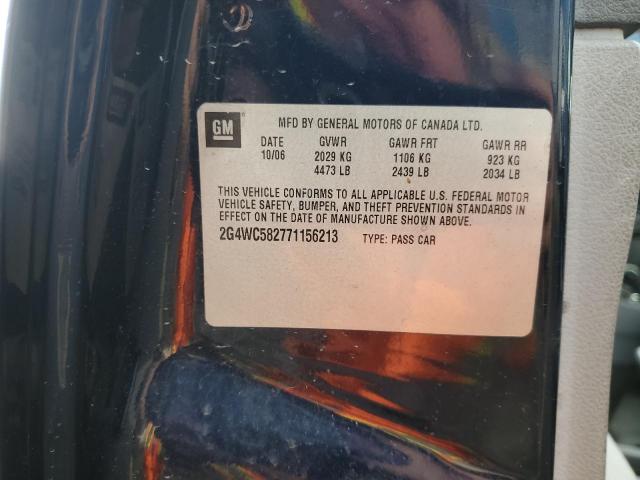 GM
MFD BY GENERAL MOTORS OF CANADA LTD.
DATE GVWR GAWR FRT GAWR RR
10/06 2029 KG 1106 KG 923 KG
4473 LB 2439 LB 2034 LB
THIS VEHICLE CONFORMS TO ALL APPLICABLE U.S. FEDERAL MOTOR
VEHICLE SAFETY, BUMPER, AND THEFT PREVENTION STANDARDS IN
EFFECT ON THE DATE OF MANUFACTURE SHOWN ABOVE.
2G4WC582771156213 TYPE: PASS CAR